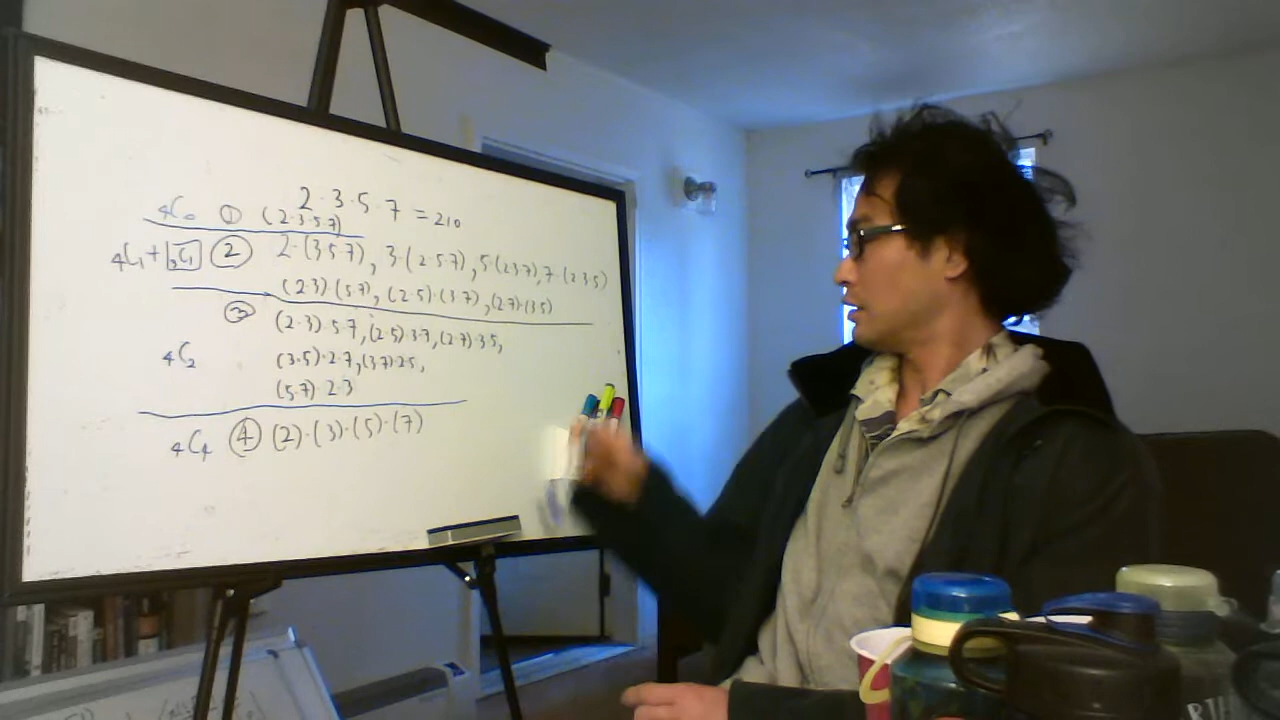 2·3·5·7 = 210
4C0 ① (2·3·5·7)
4C1+3C1 ② 2·(3·5·7), 3·(2·5·7), 5(2·3·7), 7·(2·3·5)
(2·3)(5·7), (2·5)·(3·7), (2·7)·(3·5)
③ (2·3)·5·7, (2·5)·3·7, (2·7)·3·5,
4C2 (3·5)·2·7, (3·7)·2·5,
(5·7)·2·3
4C4 ④ (2)·(3)·(5)·(7)